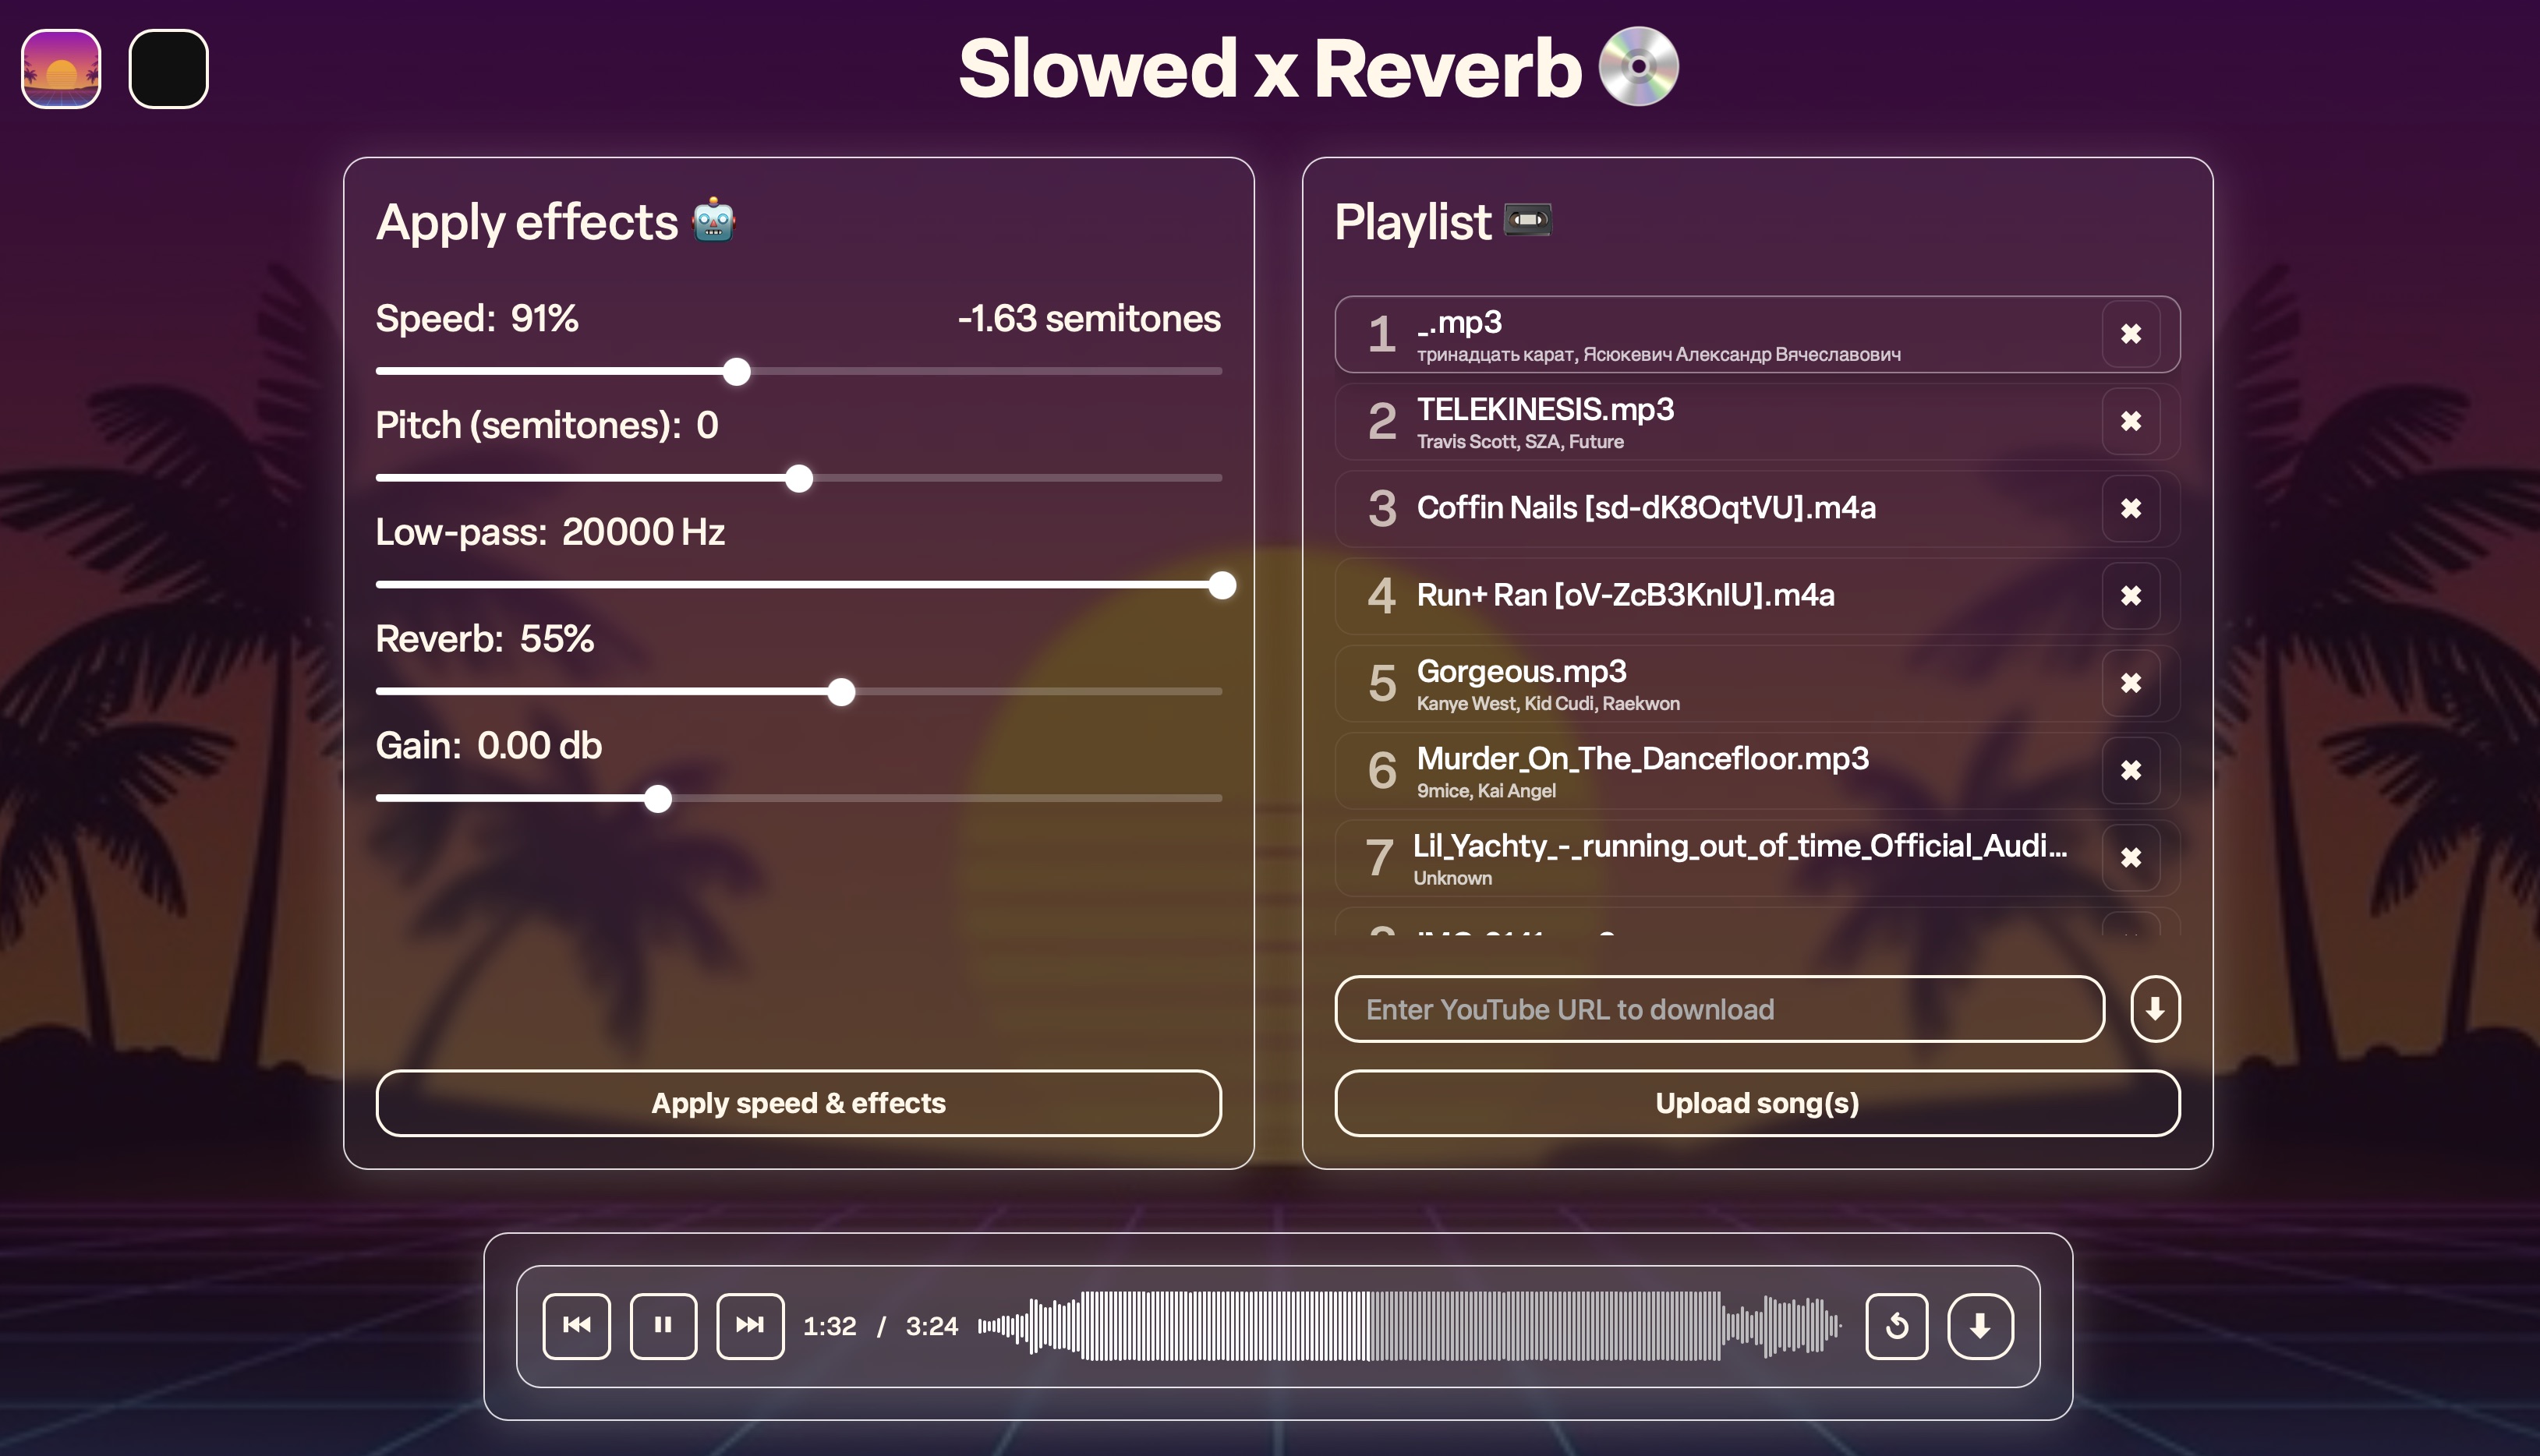 Slowed x Reverb
Apply effects
Speed: 91%
-1.63 semitones
Pitch (semitones): 0
Low-pass: 20000 Hz
Reverb: 55%
Gain: 0.00 db
Apply speed & effects
Playlist
1
_.mp3
тринадцать карат, Ясюкевич Александр Вячеславович
2
TELEKINESIS.mp3
Travis Scott, SZA, Future
3
Coffin Nails [sd-dK8OqtVU].m4a
4
Run+ Ran [oV-ZcB3KnlU].m4a
5
Gorgeous.mp3
Kanye West, Kid Cudi, Raekwon
6
Murder_On_The_Dancefloor.mp3
9mice, Kai Angel
7
Lil_Yachty_-_running_out_of_time_Official_Audi...
Unknown
Enter YouTube URL to download
Upload song(s)
1:32 / 3:24